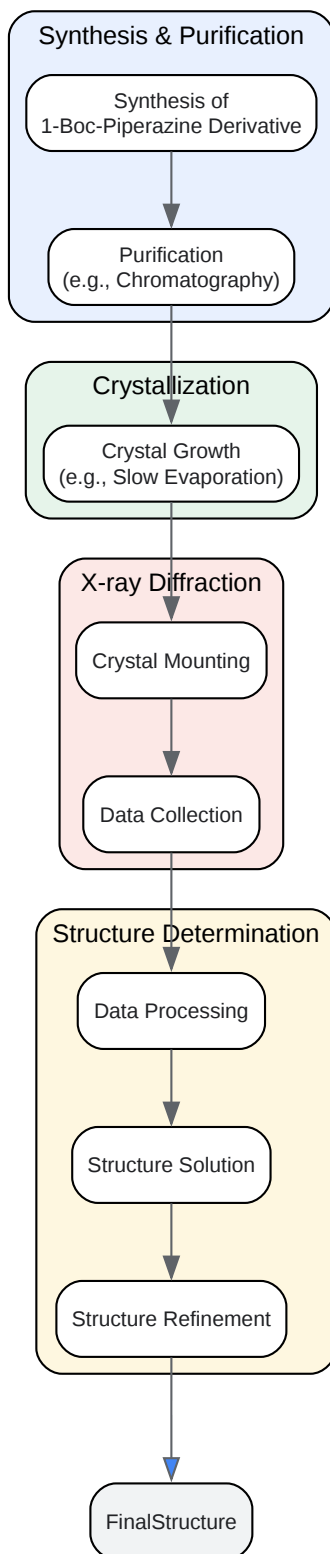 Synthesis & Purification
Synthesis of
1-Boc-Piperazine Derivative
Purification
(e.g., Chromatography)
Crystallization
Crystal Growth
(e.g., Slow Evaporation)
X-ray Diffraction
Crystal Mounting
Data Collection
Structure Determination
Data Processing
Structure Solution
Structure Refinement
FinalStructure